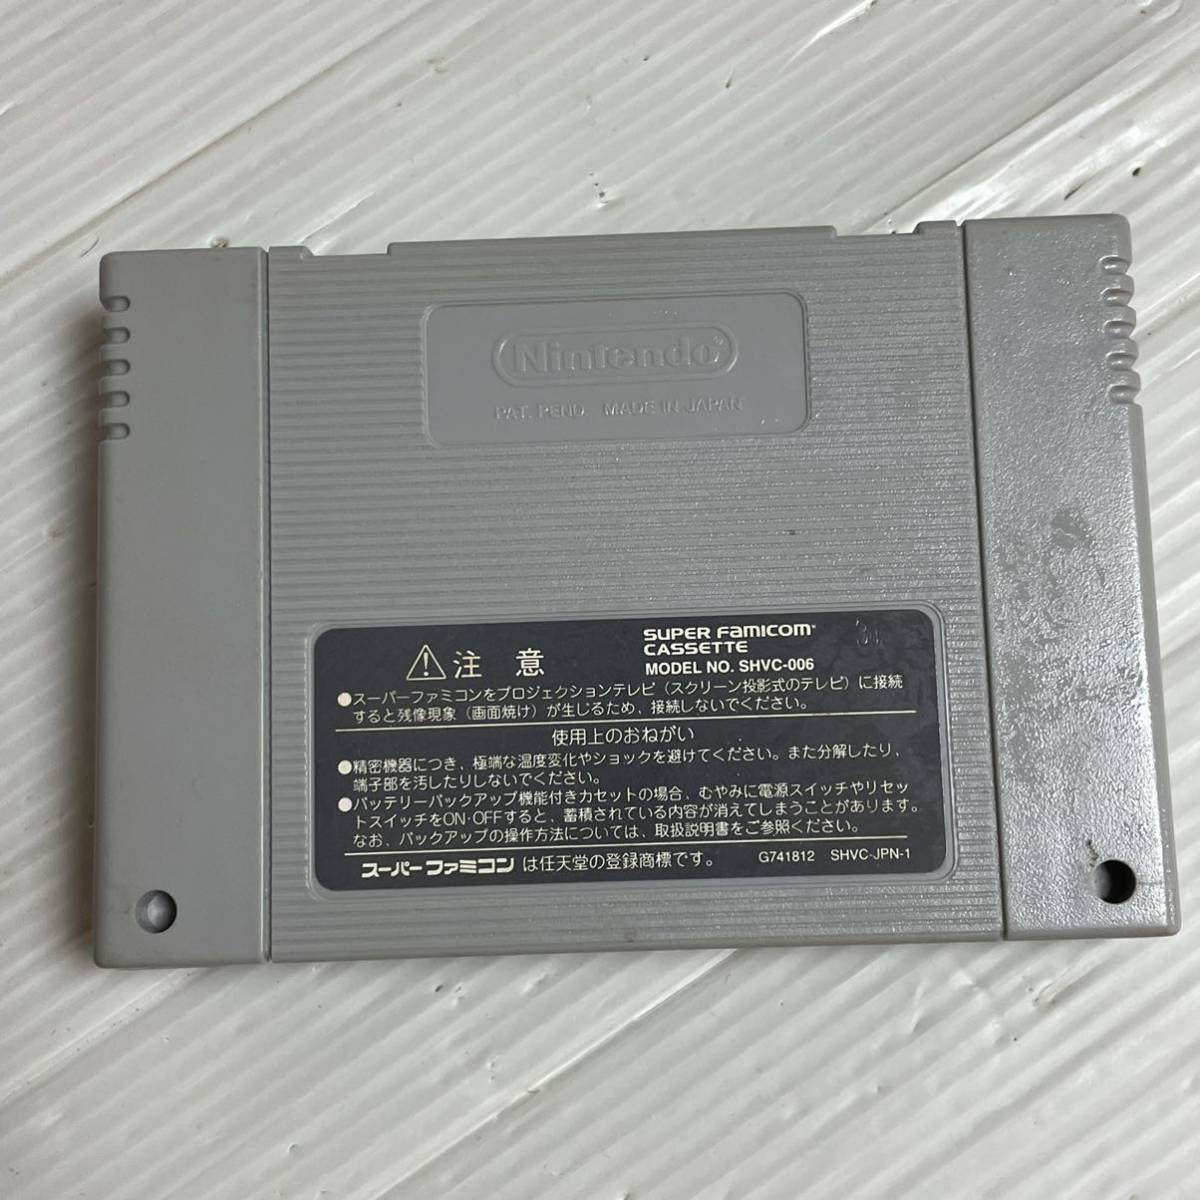 Nintendo
PAT. PEND. MADE IN JAPAN
SUPER FAMICOM
CASSETTE
MODEL NO. SHVC-006
注意
●スーパーファミコンをプロジェクションテレビ（スクリーン投影式のテレビ）に接続
すると残像現象（画面焼け）が生じるため、接続しないでください。
使用上のおねがい
●精密機器につき、極端な温度変化やショックを避けてください。また分解したり、
端子部を汚したりしないでください。
●バッテリーバックアップ機能付きカセットの場合、むやみに電源スイッチやリセッ
トスイッチをON·OFFすると、蓄積されている内容が消えてしまうことがあります。
なお、バックアップの操作方法については、取扱説明書をご参照ください。
スーパーファミコンは任天堂の登録商標です。 G741812 SHVC-JPN-1